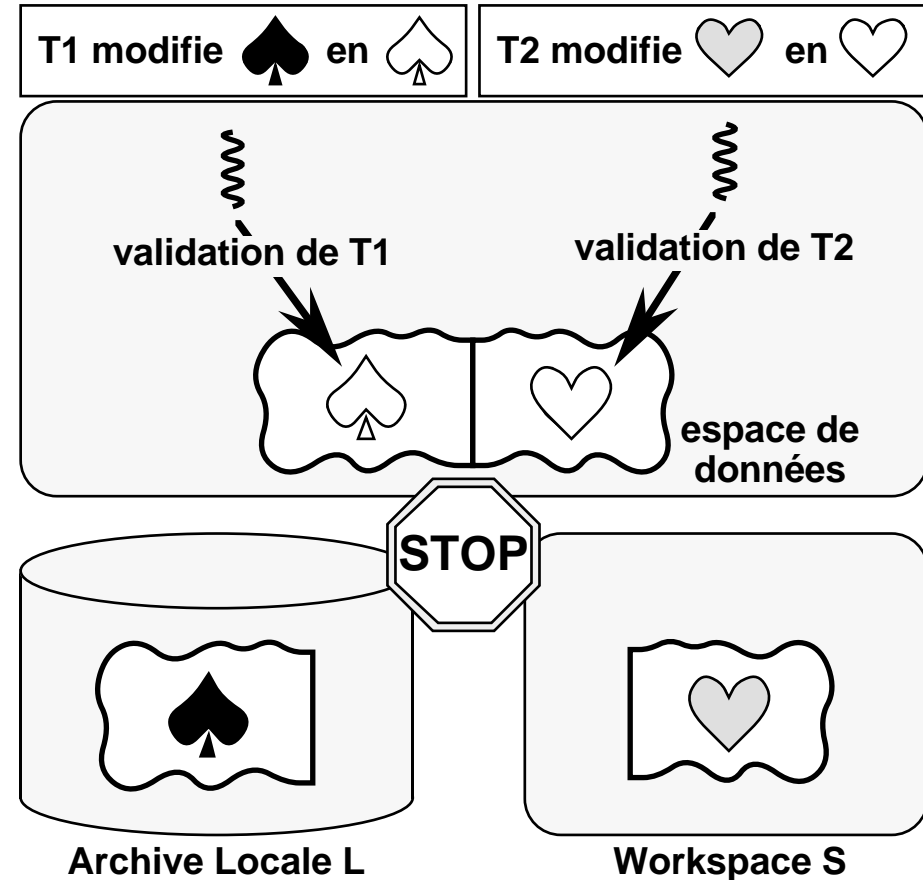 T1 modifie en
T2 modifie en
validation de T1
validation de T2
espace de
données
STOP
Archive Locale L
Workspace S